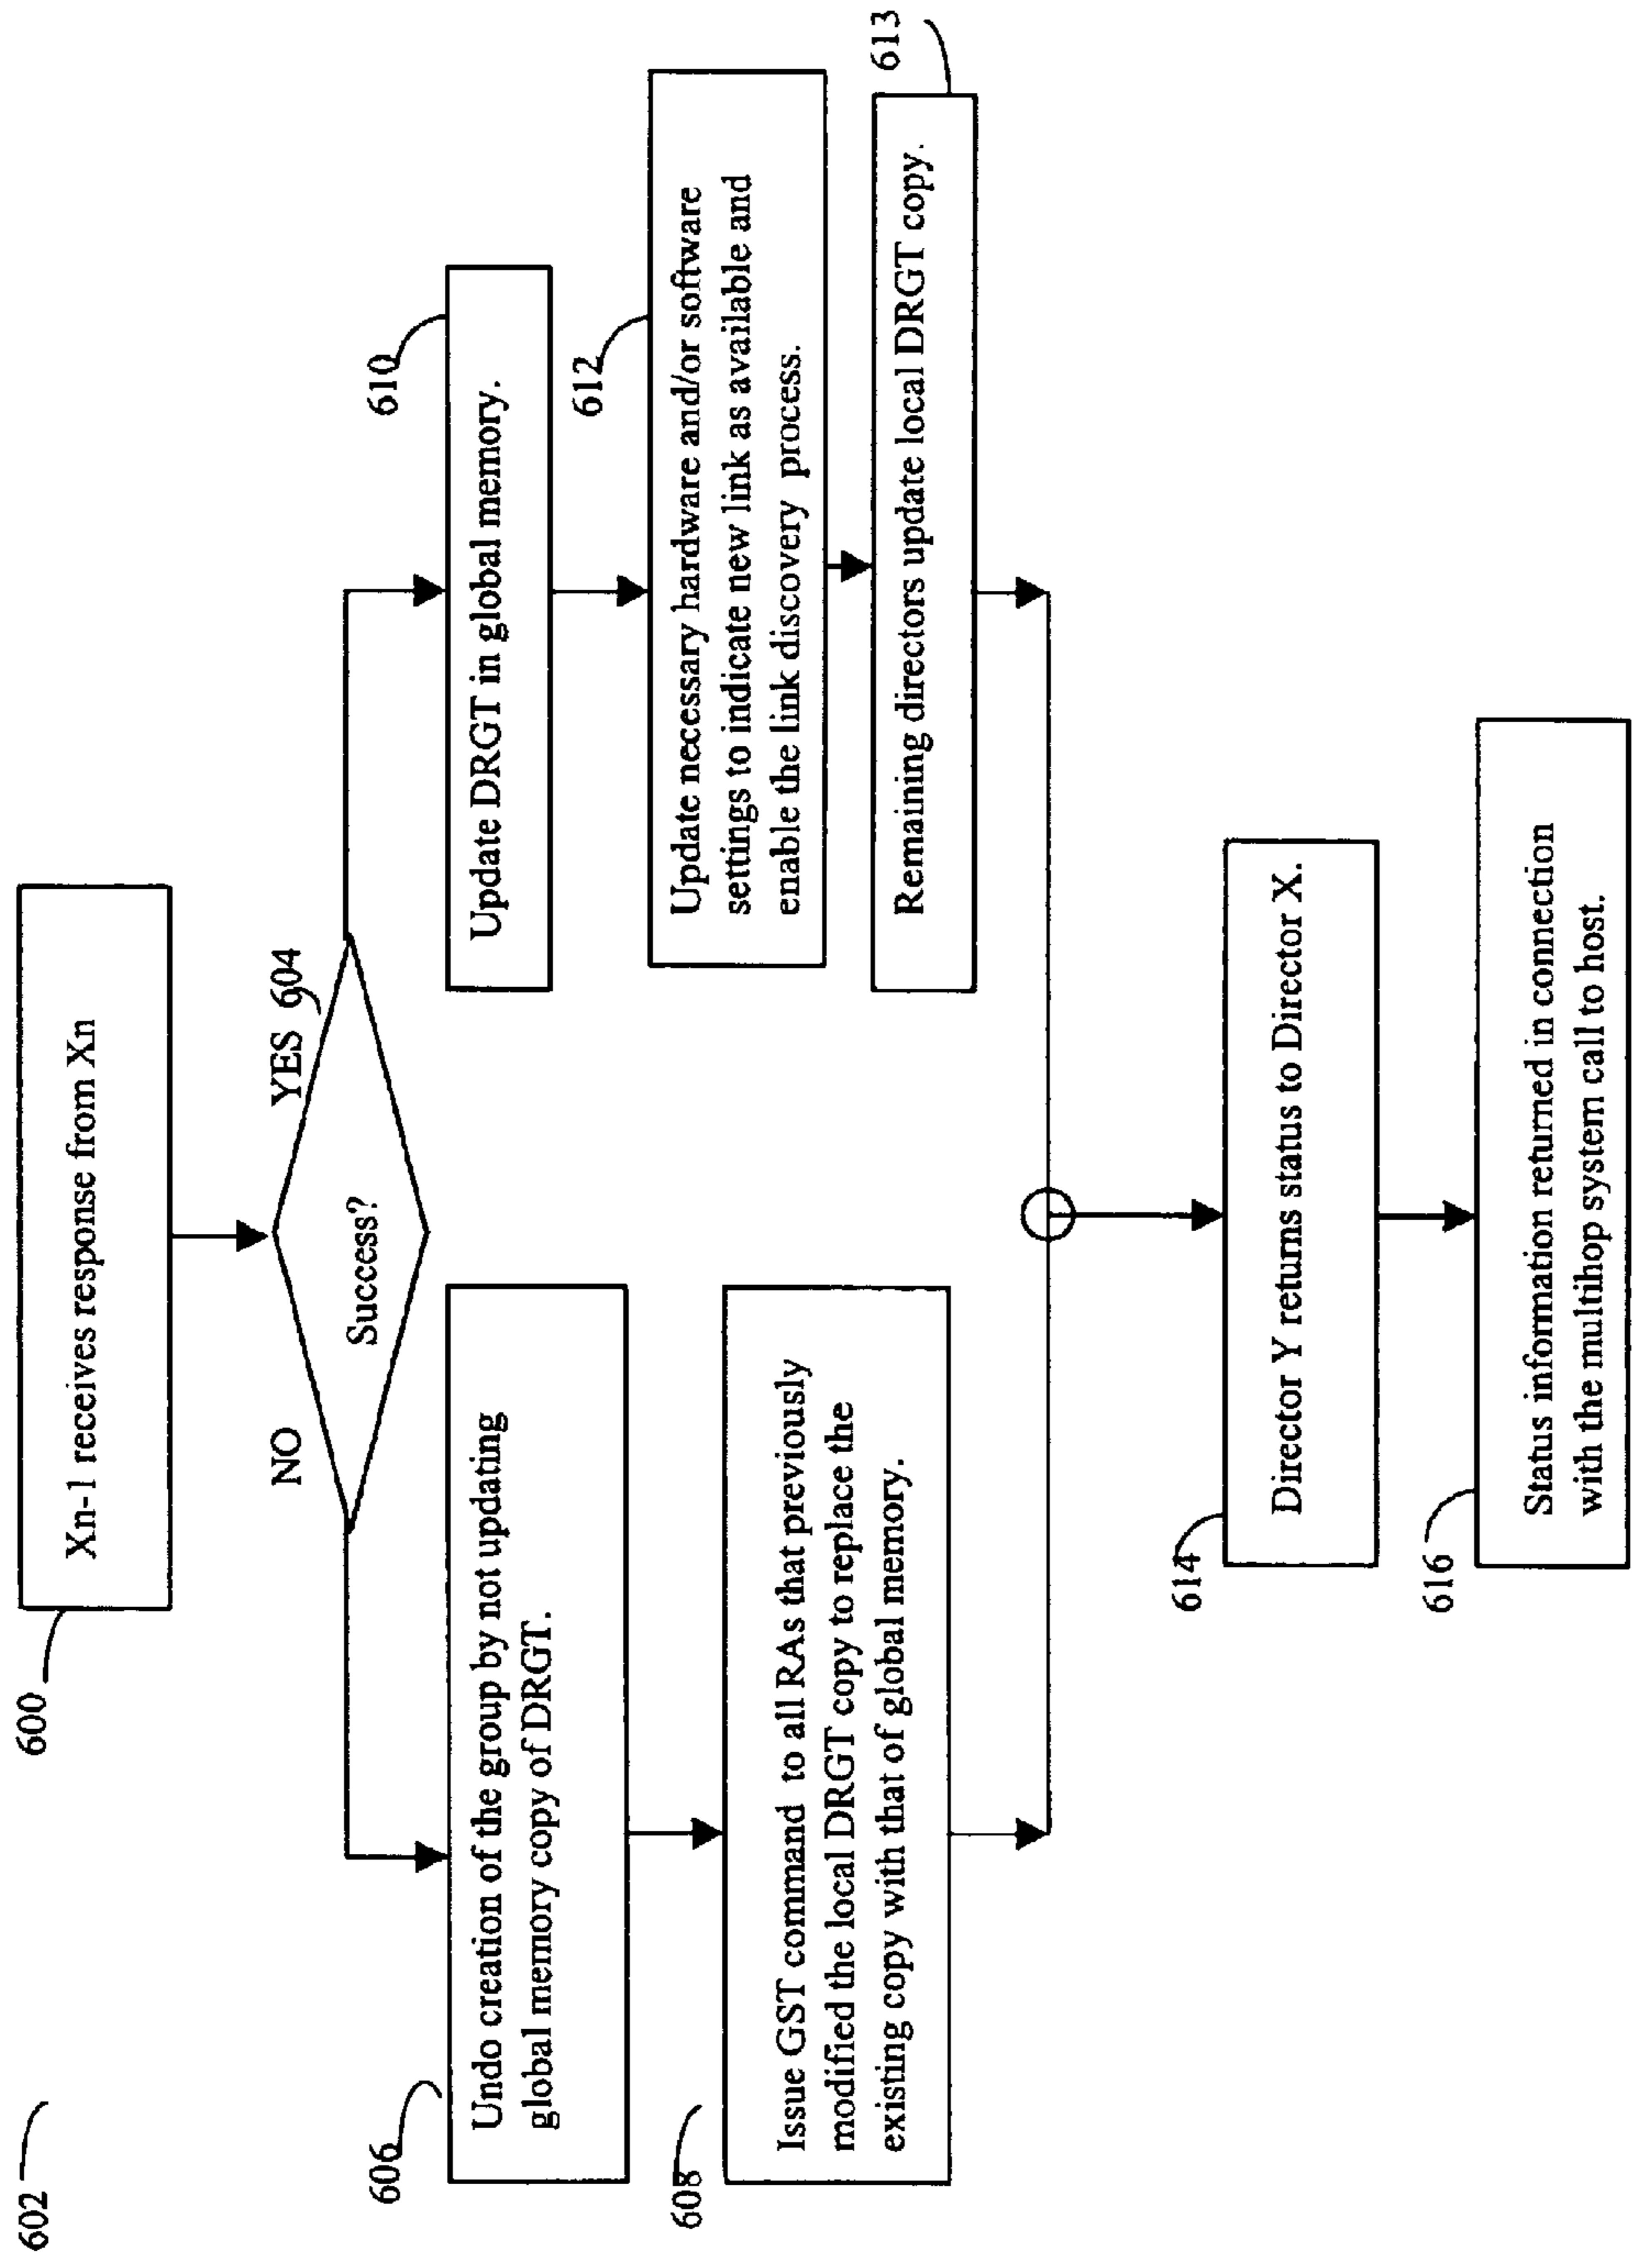 602
600
Xn-1 receives response from Xn
NO
YES 604
Success?
606
Undo creation of the group by not updating
global memory copy of DRGT.
608
Issue GST command to all RAs that previously
modified the local DRGT copy to replace the
existing copy with that of global memory.
610
Update DRGT in global memory.
612
Update necessary hardware and/or software
settings to indicate new link as available and
enable the link discovery process.
613
Remaining directors update local DRGT copy.
614
Director Y returns status to Director X.
616
Status information returned in connection
with the multihop system call to host.